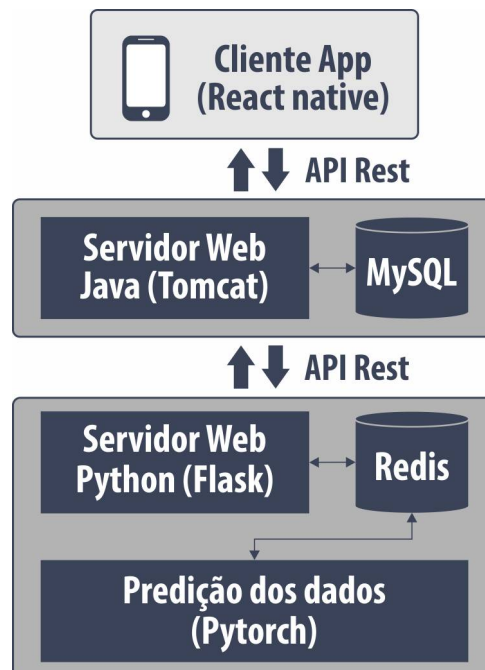 Cliente App
(React native)
API Rest
Servidor Web
Java (Tomcat)
MySQL
API Rest
Servidor Web
Python (Flask)
Redis
Predição dos dados
(Pytorch)